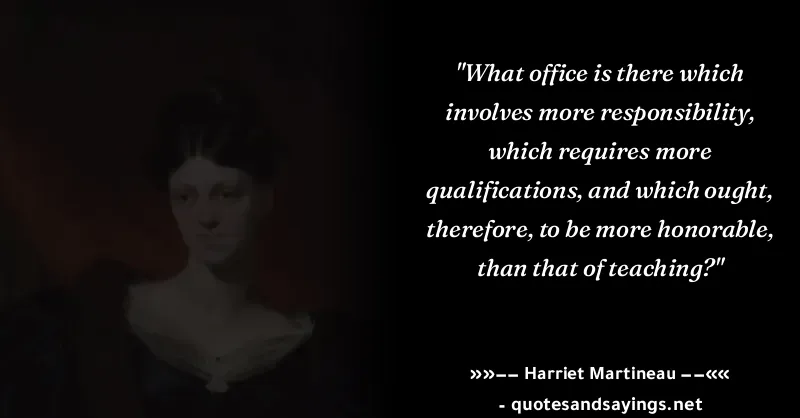 "What office is there which
involves more responsibility,
which requires more
qualifications, and which ought,
therefore, to be more honorable,
than that of teaching?"
»»–– Harriet Martineau ––««
- quotesandsayings.net